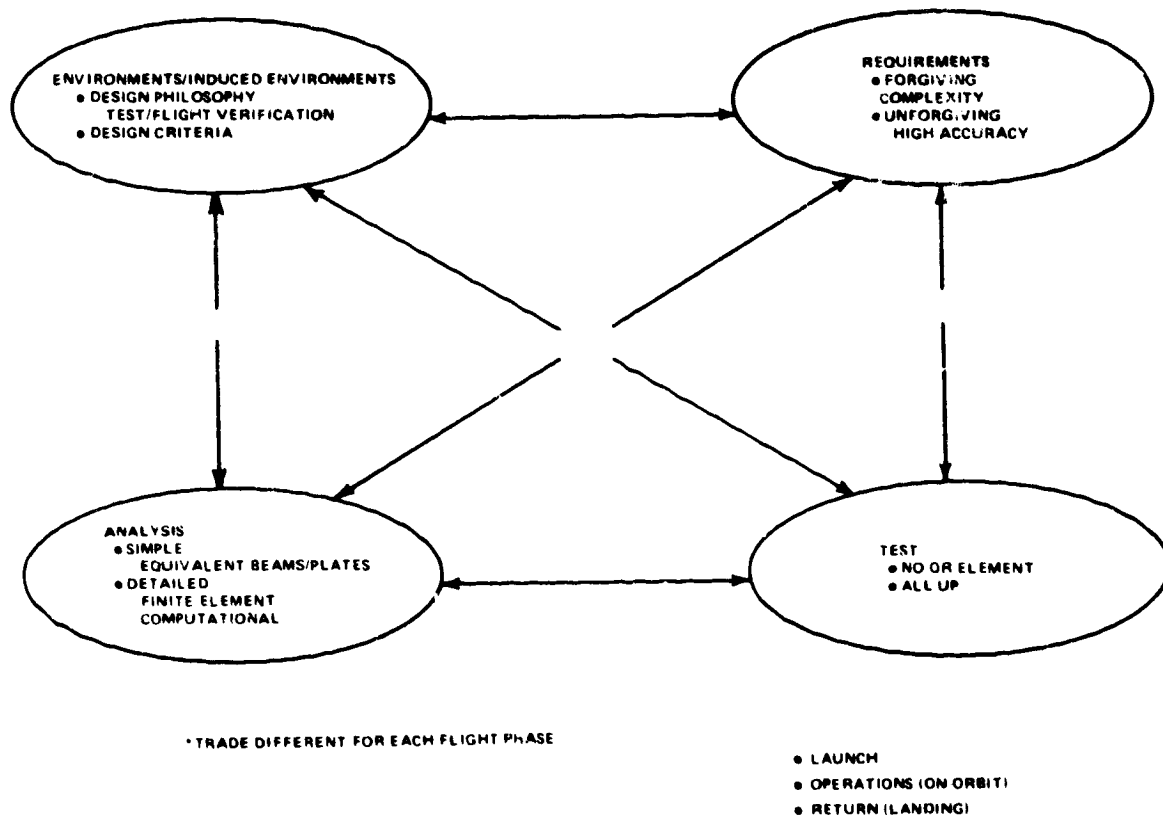 ENVIRONMENTS/INDUCED ENVIRONMENTS
• DESIGN PHILOSOPHY
TEST/FLIGHT VERIFICATION
• DESIGN CRITERIA
REQUIREMENTS
• FORGIVING
COMPLEXITY
• UNFORGIVING
HIGH ACCURACY
ANALYSIS
• SIMPLE
EQUIVALENT BEAMS/PLATES
• DETAILED
FINITE ELEMENT
COMPUTATIONAL
TEST
• NO OR ELEMENT
• ALL UP
*TRADE DIFFERENT FOR EACH FLIGHT PHASE
• LAUNCH
• OPERATIONS (ON ORBIT)
• RETURN (LANDING)